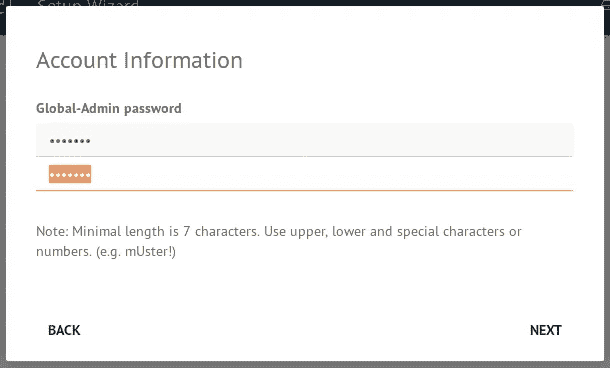 Setup Wizard
Account Information
Global-Admin password
•••••••
•••••••
Note: Minimal length is 7 characters. Use upper, lower and special characters or
numbers. (e.g. mUster!)
BACK NEXT